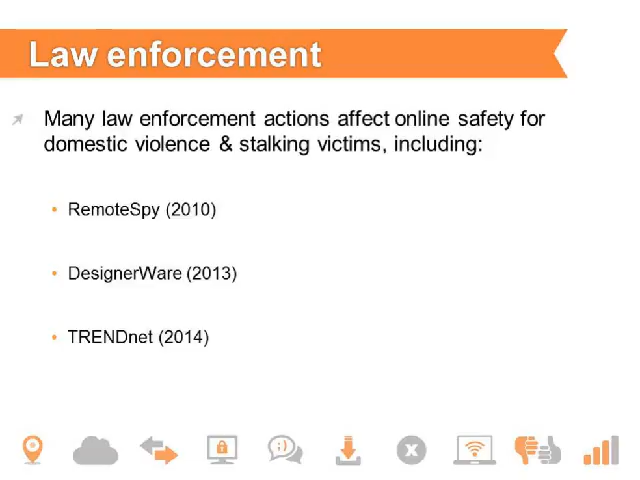 Law enforcement
Many law enforcement actions affect online safety for
domestic violence & stalking victims, including:
• RemoteSpy (2010)
• DesignerWare (2013)
• TRENDnet (2014)
:)